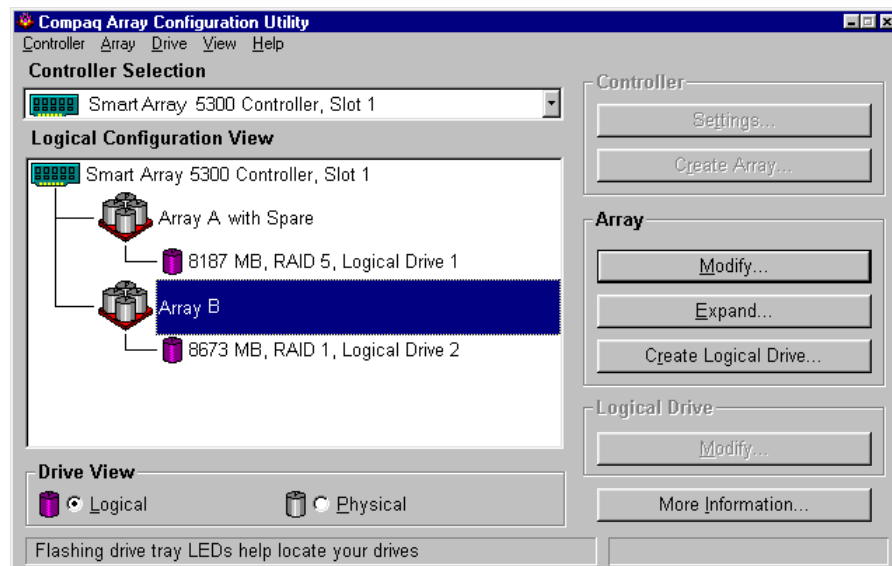 Compaq Array Configuration Utility
Controller Array Drive View Help
Controller Selection
Smart Array 5300 Controller, Slot 1
Logical Configuration View
Smart Array 5300 Controller, Slot 1
Array A with Spare
8187 MB, RAID 5, Logical Drive 1
Array B
8673 MB, RAID 1, Logical Drive 2
Drive View
Logical
Physical
Controller
Settings...
Create Array...
Array
Modify...
Expand...
Create Logical Drive...
Logical Drive
Modify...
More Information...
Flashing drive tray LEDs help locate your drives